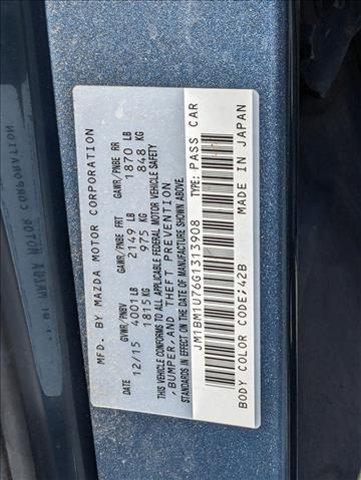 MFD. BY MAZDA MOTOR CORPORATION
GVWR/PNBV GAWR/PNBE FRT GAWR/PNBE RR
DATE 12/15 4001LB 2149 LB 1870 LB
1815KG 975 KG 848 KG
THIS VEHICLE CONFORMS TO ALL APPLICABLE FEDERAL MOTOR VEHICLE SAFETY
,BUMPER,AND THEFT PREVENTION
STANDARDS IN EFFECT ON THE DATE OF MANUFACTURE SHOWN ABOVE.
JM1BM1U76G1313908 TYPE: PASS CAR
BODY COLOR CODE;42B MADE IN JAPAN